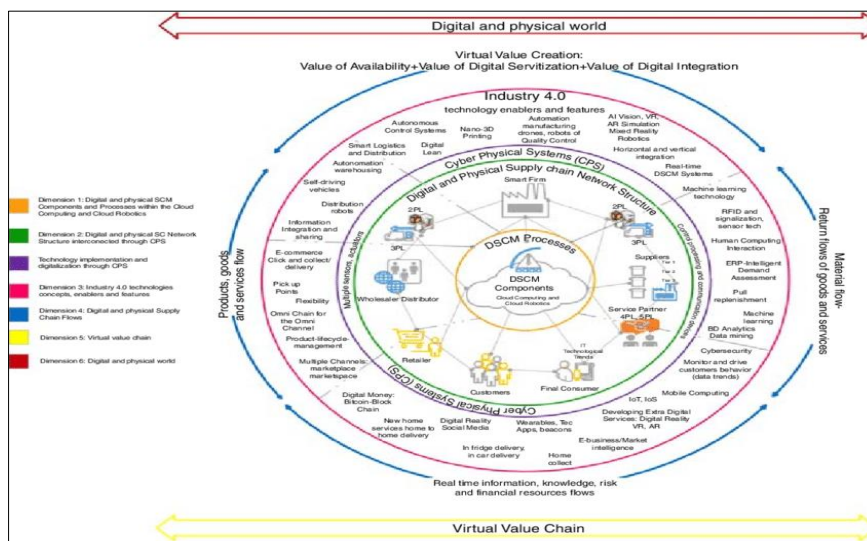 Digital and physical world
Virtual Value Creation:
Value of Availability+Value of Digital Servitization+Value of Digital Integration
Industry 4.0
technology enablers and features
Autonomous
Control Systems
Nano-3D
Printing
Automation
manufacturing
drones, robots of
Quality Control
AI Vision, VR,
AR Simulation
Mixed Reality
Robotics
Smart Logistics
and Distribution
Digital
Lean
Horizontal and vertical
integration
Autonomation
warehousing
Cyber Physical Systems (CPS)
Real-time
DSCM Systems
Self-driving
vehicles
Digital and Physical Supply chain Network Structure
Smart Firm
Machine learning
technology
Distribution
robots
2PL
3PL
2PL
3PL
RFID and
signalization,
sensor tech
Information
Integration and
sharing
DSCM Processes
Human Computing
Interaction
E-commerce
Click and collect/
delivery
Multiple sensors, actuators
DSCM
Components
Cloud Computing and
Cloud Robotics
Suppliers
Tier 1
Tier 2
Control processing and communication devices
ERP-Intelligent
Demand
Assessment
Pick up
Points
Wholesaler Distributor
Pull
replenishment
Flexibility
Service Partner
4PL, 5PL
Machine
learning
Omni Chain for
the Omni
Channel
BD Analytics
Data mining
Product-lifecycle-
management
Retailer
IT
Technological
Trends
Cybersecurity
Multiple Channels:
marketplace
marketspace
Customers
Final Consumer
Monitor and drive
customers behavior
(data trends)
Cyber Physical Systems (CPS)
Digital Money:
Bitcoin-Block
Chain
IoT, IoS
Mobile Computing
New home
services home to
home delivery
Digital Reality
Social Media
Wearables, Tec
Apps, beacons
Developing Extra Digital
Services: Digital Reality
VR, AR
In fridge delivery,
in car delivery
Home
collect
E-business/Market
intelligence
Products, goods
and services flow
Material flow-
Return flows of goods and services
Real time information, knowledge, risk
and financial resources flows
Virtual Value Chain
Dimension 1: Digital and physical SCM
Components and Processes within the Cloud
Computing and Cloud Robotics
Dimension 2: Digital and physical SC Network
Structure interconnected through CPS
Technology implementation and
digitalization through CPS
Dimension 3: Industry 4.0 technologies
concepts, enablers and features
Dimension 4: Digital and physical Supply
Chain Flows
Dimension 5: Virtual value chain
Dimension 6: Digital and physical world